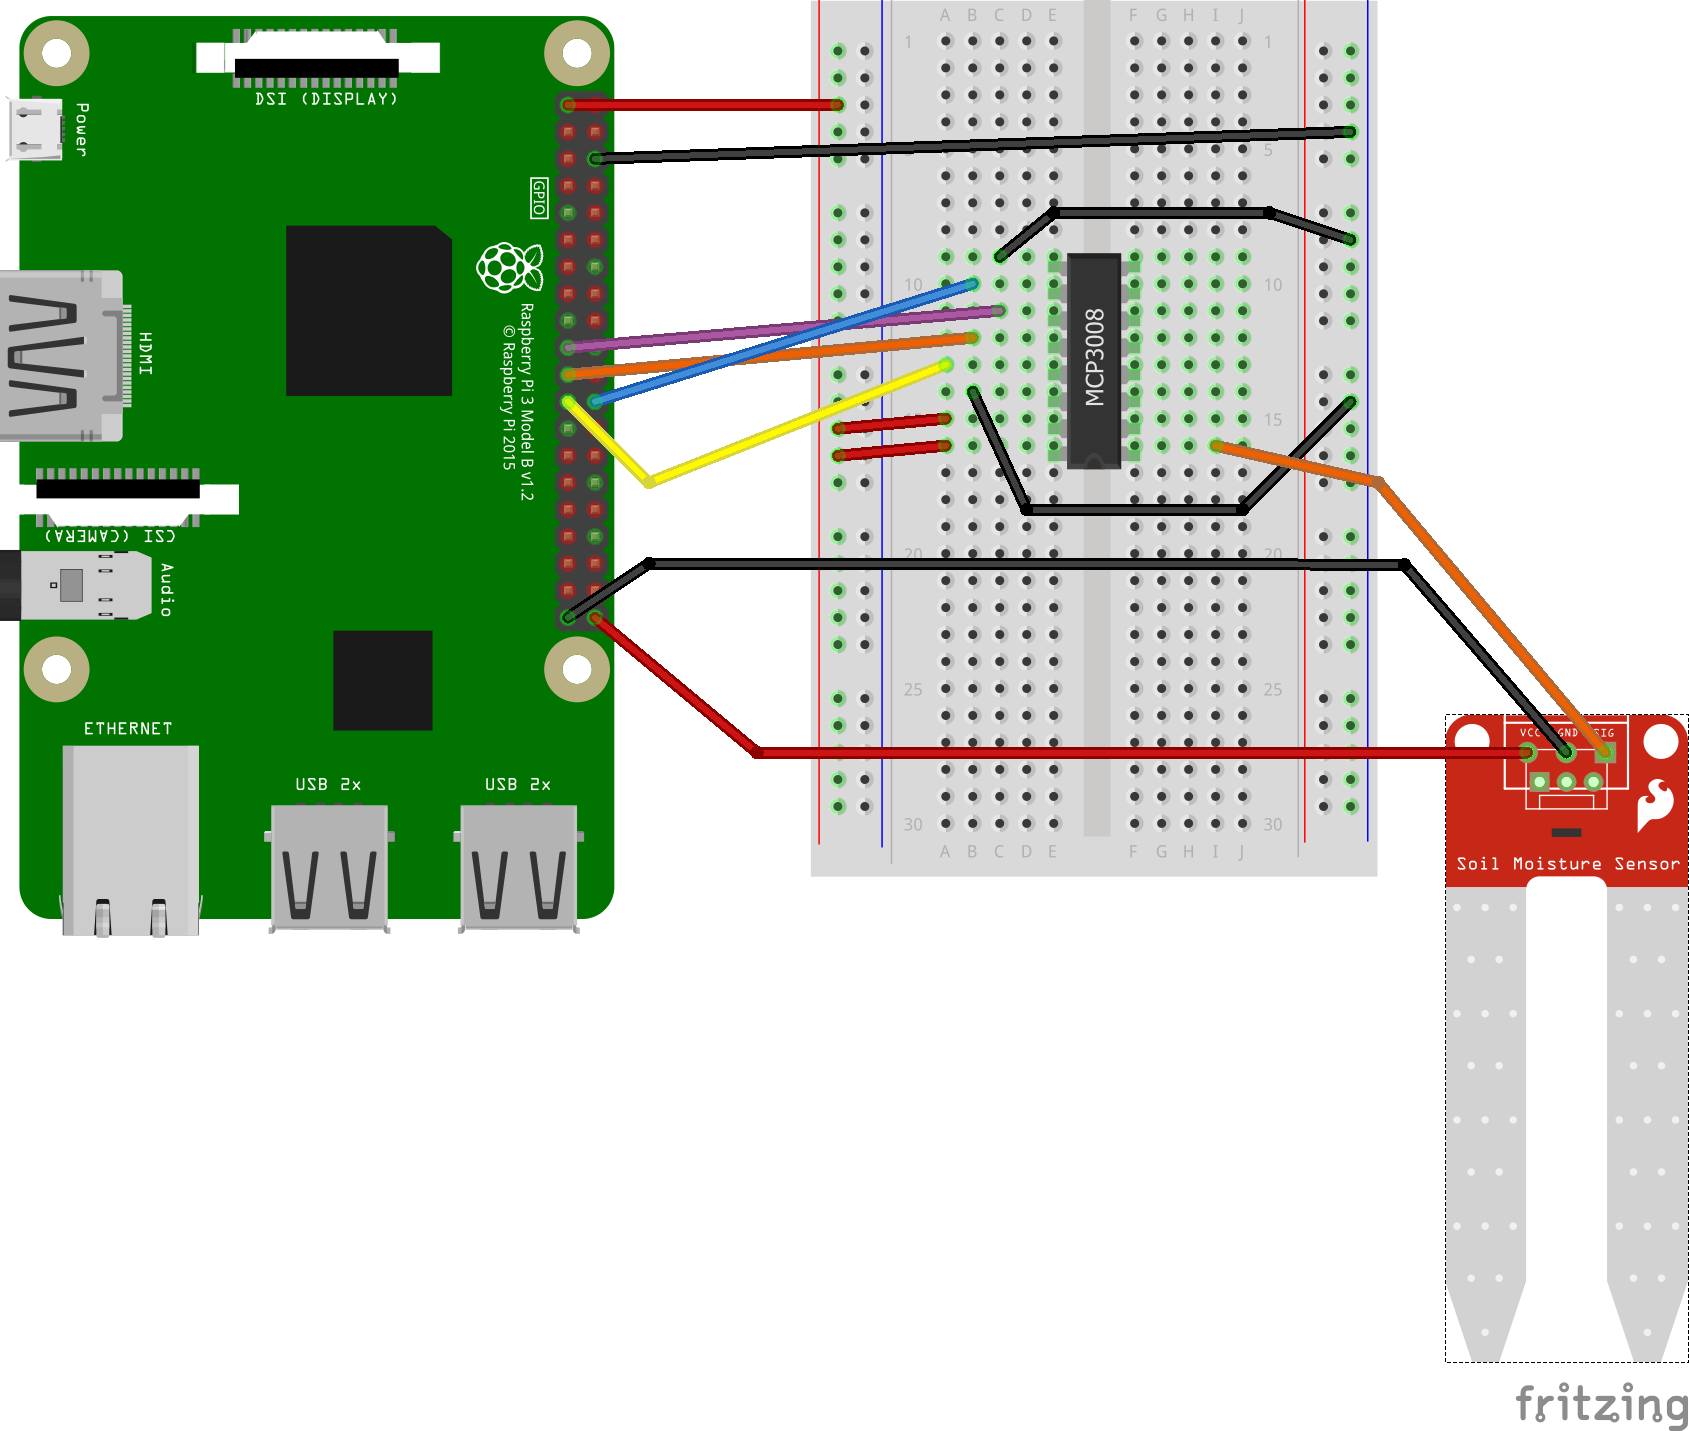 A B C D E F G H I J
1 1
DSI (DISPLAY)
Power
5
GPIO
10 10
HDMI
Raspberry Pi 3 Model B v1.2
© Raspberry Pi 2015
MCP3008
15
CSI (CAMERA)
Audio
20 20
25 25
ETHERNET
VCC GND SIG
USB 2x USB 2x
30 30
A B C D E F G H I J
Soil Moisture Sensor
fritzing